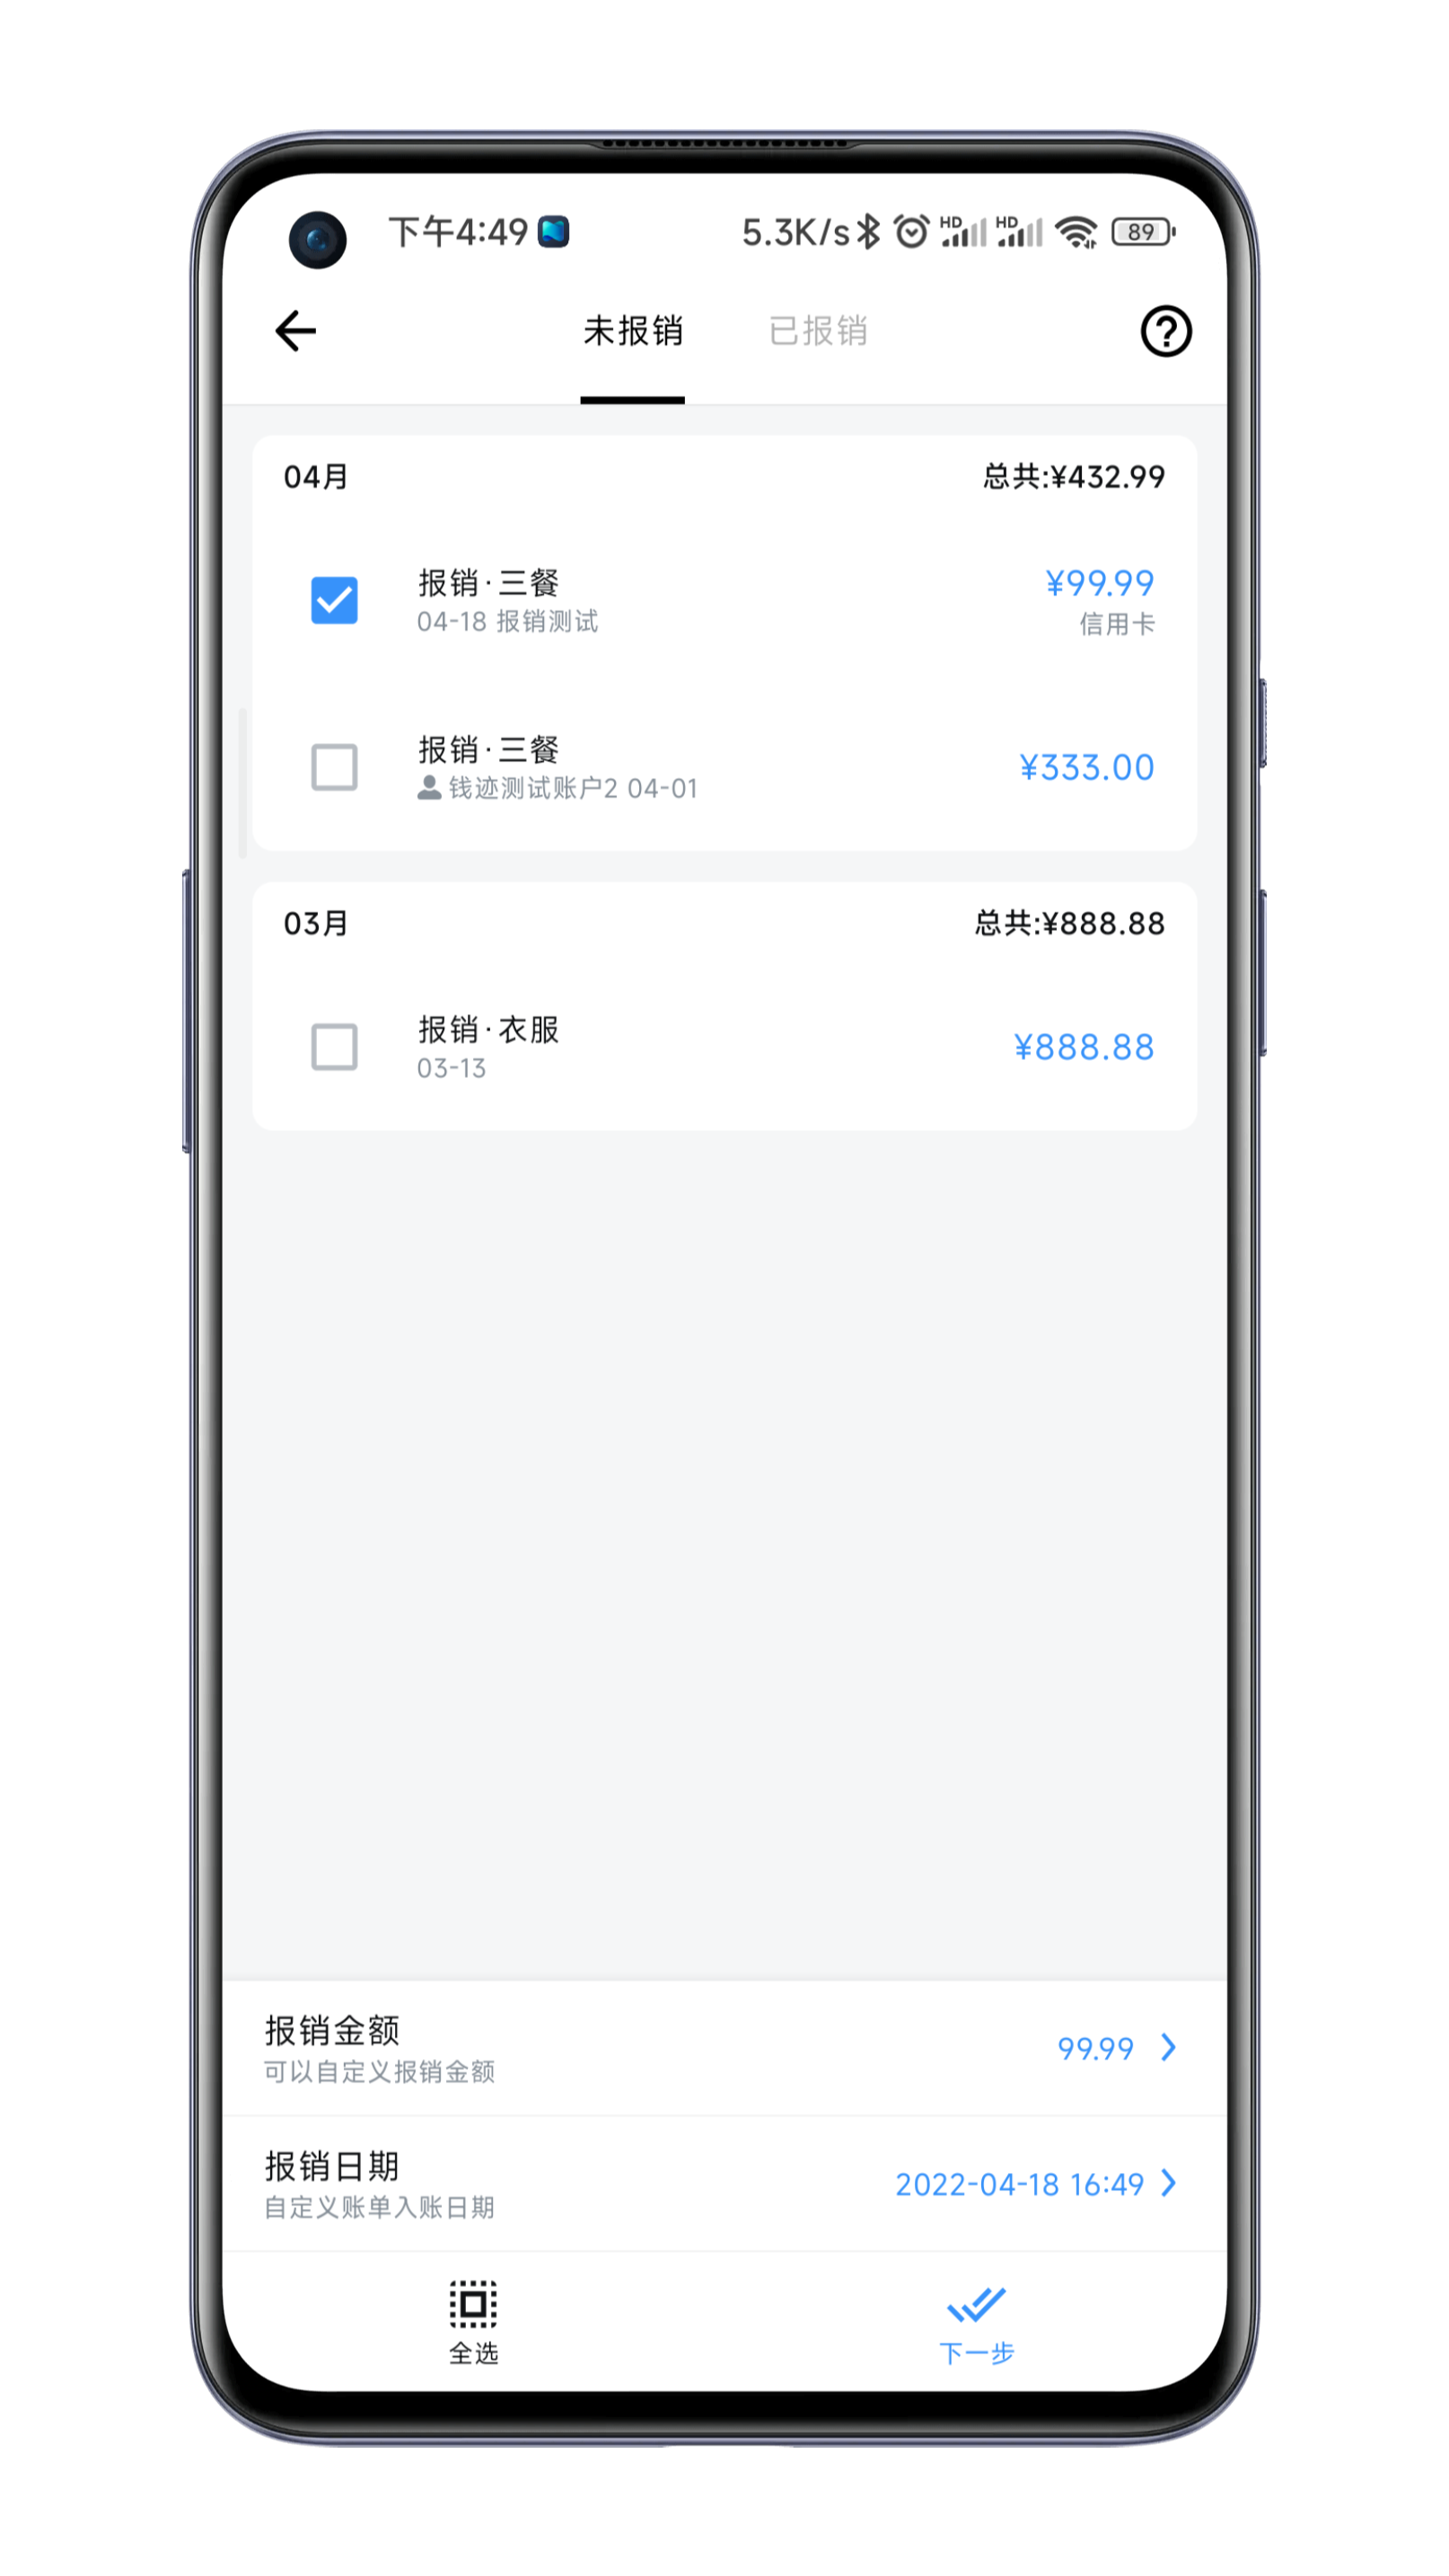 下午4:49 5.3K/s HD HD 89
未报销 已报销
04月 总共:¥432.99
报销·三餐 ¥99.99
04-18 报销测试 信用卡
报销·三餐 ¥333.00
钱迹测试账户2 04-01
03月 总共:¥888.88
报销·衣服 ¥888.88
03-13
报销金额 99.99
可以自定义报销金额
报销日期 2022-04-18 16:49
自定义账单入账日期
全选 下一步